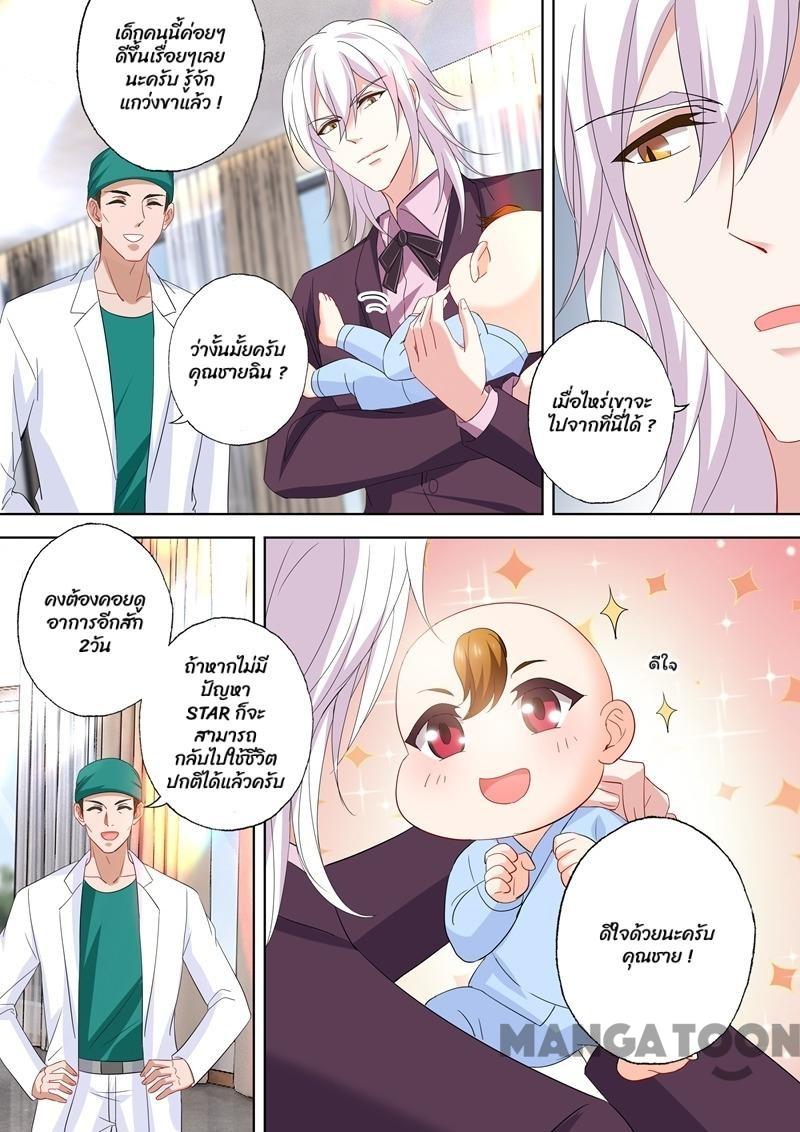 เด็กคนนี้ค่อยๆ
ดีขึ้นเรื่อยๆเลย
นะครับ รู้จัก
แกว่งขาแล้ว !
ว่างั้นมั้ยครับ
คุณชายฉิน ?
เมื่อไหร่เขาจะ
ไปจากที่นี่ได้ ?
คงต้องคอยดู
อาการอีกสัก
2วัน
ถ้าหากไม่มี
ปัญหา
STAR ก็จะ
สามารถ
กลับไปใช้ชีวิต
ปกติได้แล้วครับ
ดีใจ
ดีใจด้วยนะครับ
คุณชาย !
MANGATOON